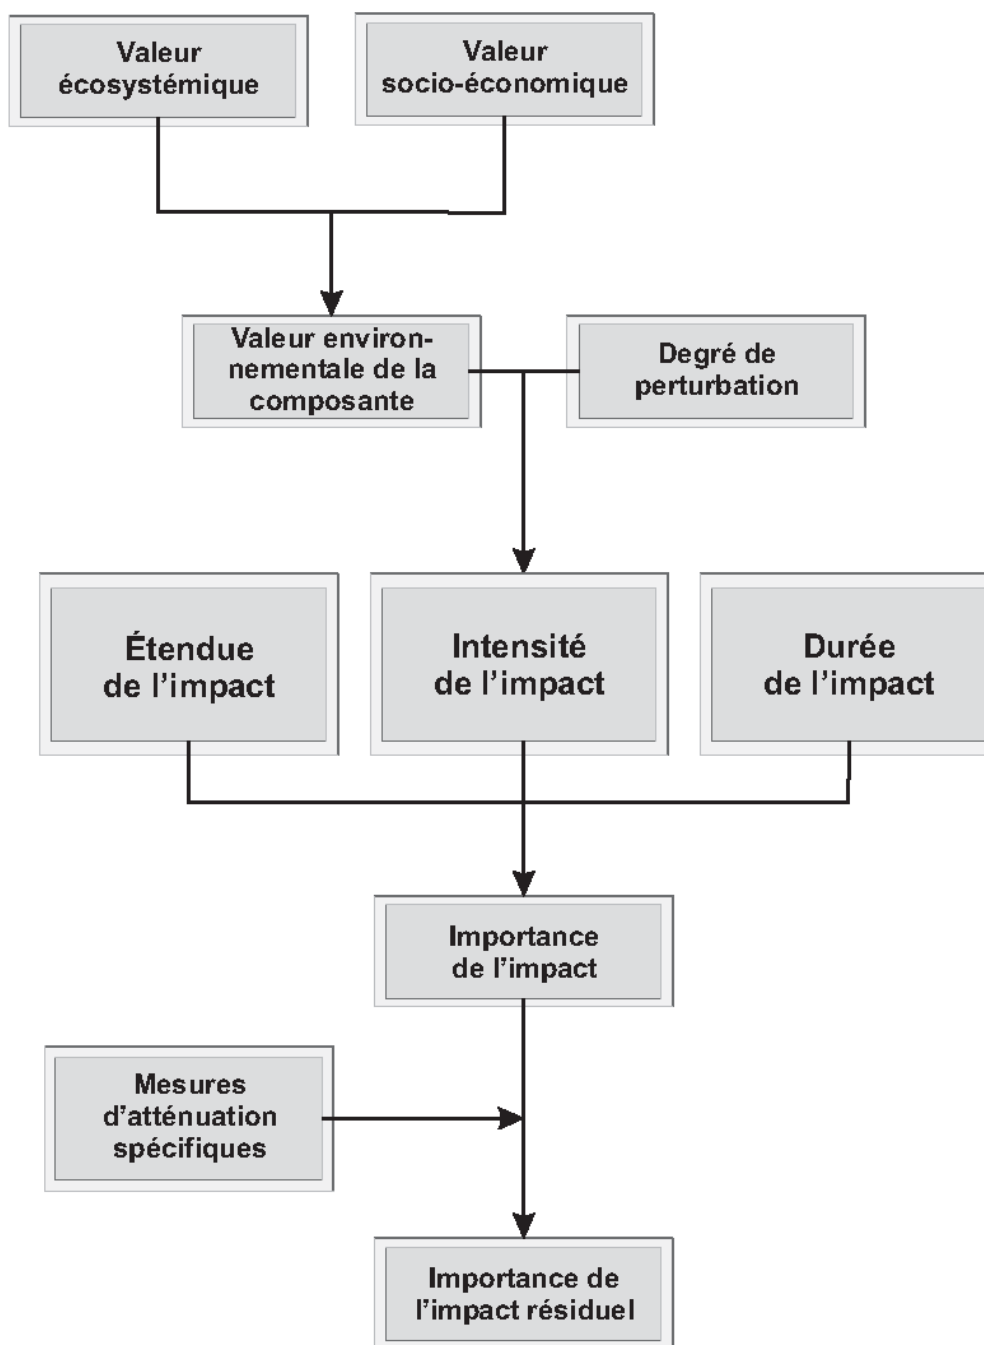 Valeur
écosystémique
Valeur
socio-économique
Valeur environ-
nementale de la
composante
Degré de
perturbation
Étendue
de l’impact
Intensité
de l’impact
Durée
de l’impact
Importance
de l’impact
Mesures
d’atténuation
spécifiques
Importance de
l’impact résiduel